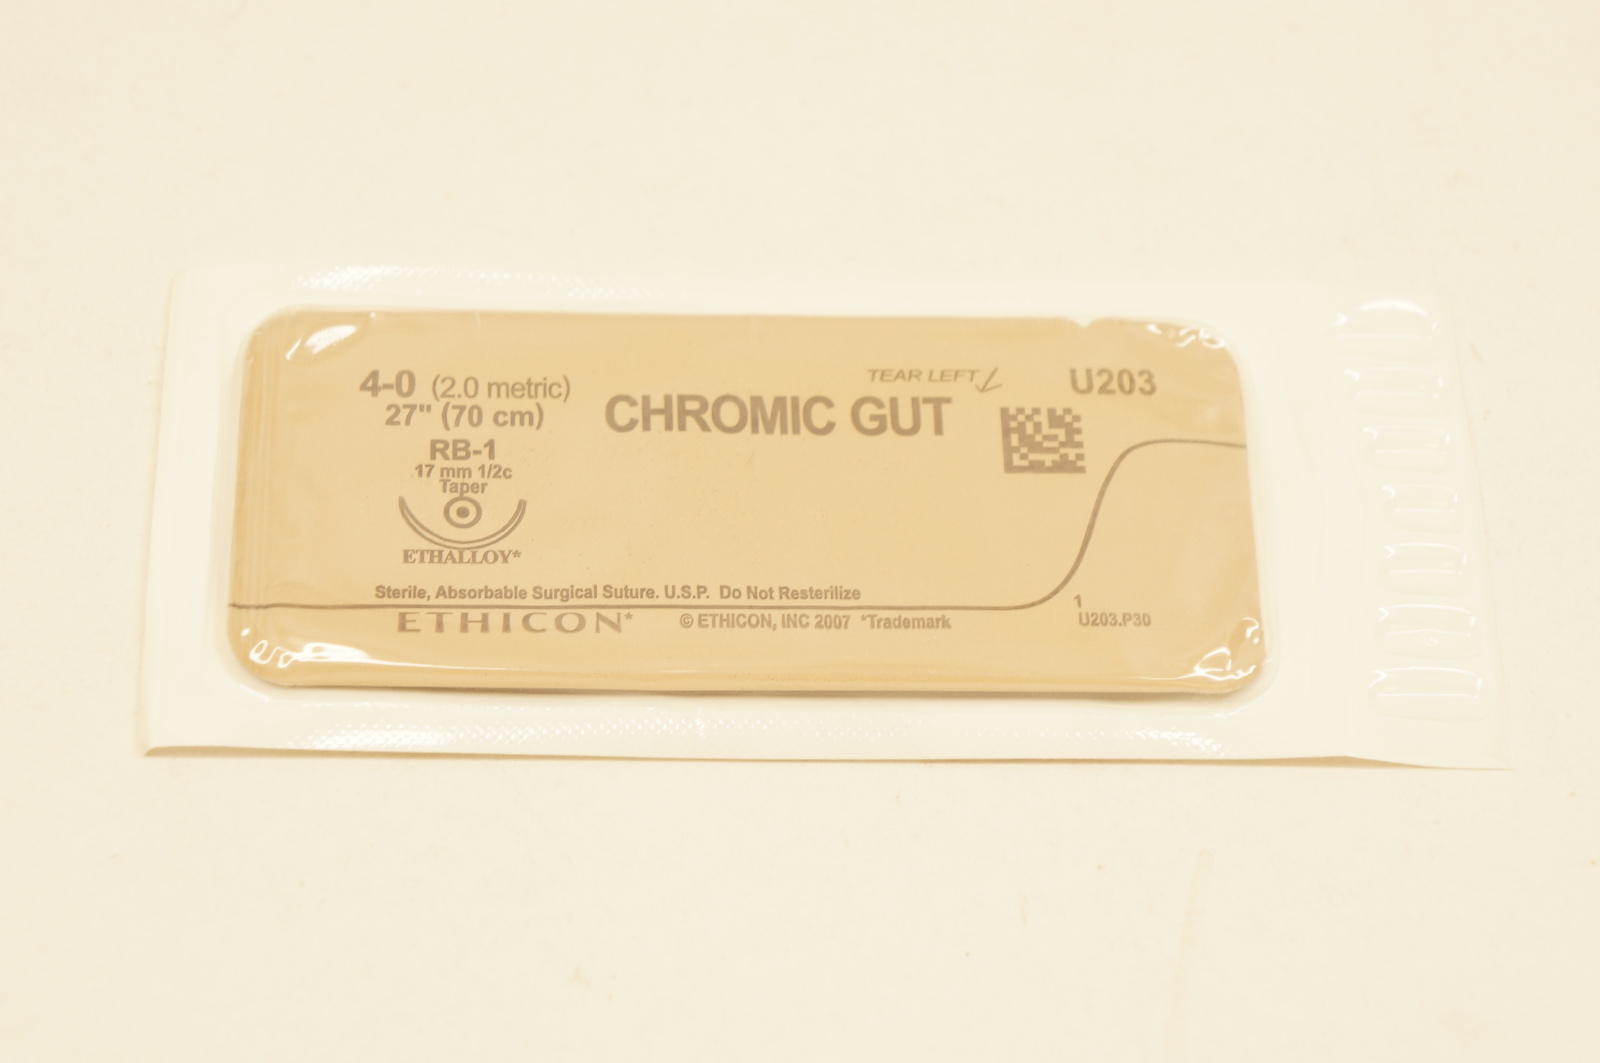 4-0 (2.0 metric)
27" (70 cm)
RB-1
17 mm 1/2c
Taper
ETHALLOY*
CHROMIC GUT
TEAR LEFT
U203
Sterile, Absorbable Surgical Suture. U.S.P. Do Not Resterilize
ETHICON* © ETHICON, INC 2007 *Trademark
1
U203.P30